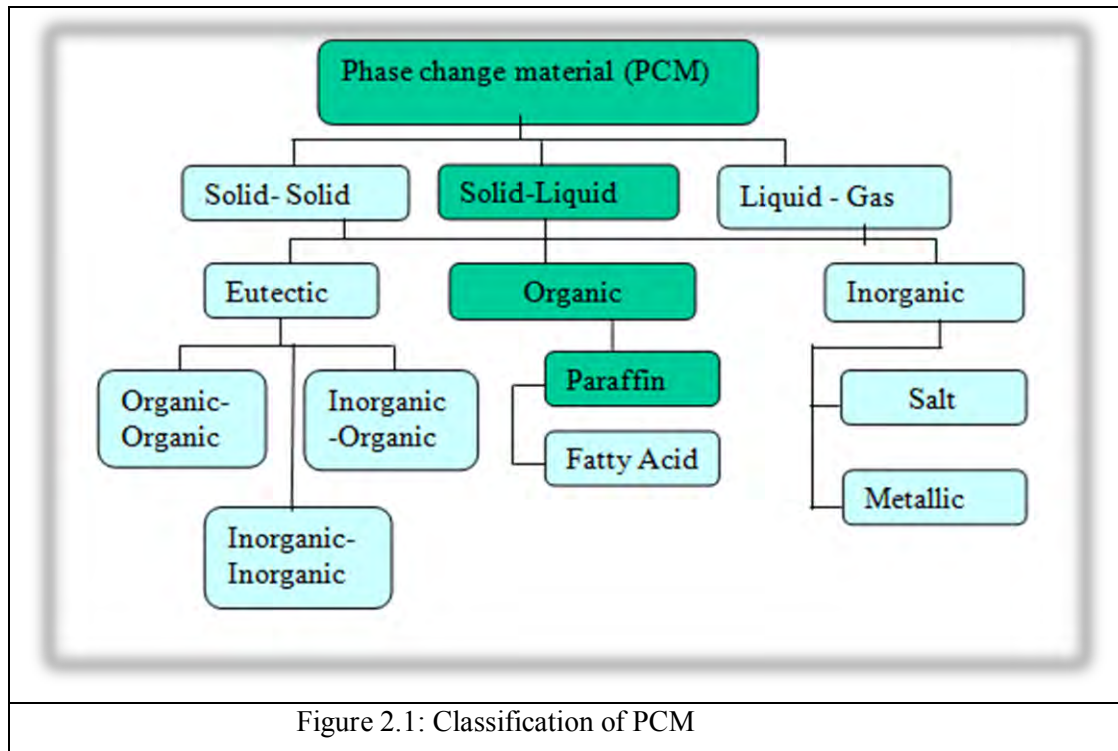 Phase change material (PCM)
Solid- Solid
Solid-Liquid
Liquid - Gas
Eutectic
Organic
Inorganic
Organic-
Organic
Inorganic
-Organic
Paraffin
Salt
Fatty Acid
Metallic
Inorganic-
Inorganic
Figure 2.1: Classification of PCM